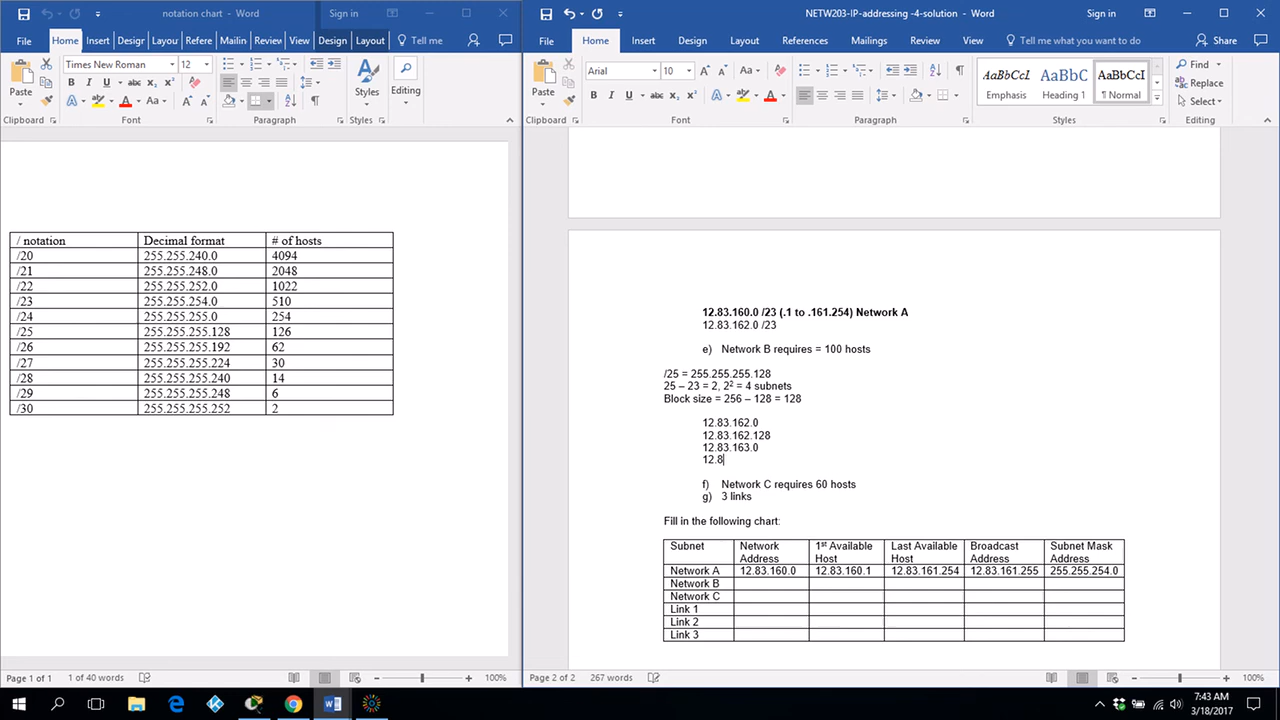 notation chart - Word
Sign in
File Home Insert Design Layou Refere Mailin Review View Design Layout Tell me
Times New Roman 12
Paste
Styles
Editing
Clipboard Font Paragraph Styles
/ notation Decimal format # of hosts
/20 255.255.240.0 4094
/21 255.255.248.0 2048
/22 255.255.252.0 1022
/23 255.255.254.0 510
/24 255.255.255.0 254
/25 255.255.255.128 126
/26 255.255.255.192 62
/27 255.255.255.224 30
/28 255.255.255.240 14
/29 255.255.255.248 6
/30 255.255.255.252 2
Page 1 of 1 1 of 40 words 100%
NETW203-IP-addressing -4-solution - Word
Sign in
File Home Insert Design Layout References Mailings Review View Tell me what you want to do Share
Arial 10
Paste
AaBbCcI AaBbC AaBbCcI
Emphasis Heading 1 ¶ Normal
Find
Replace
Select
Clipboard Font Paragraph Styles Editing
12.83.160.0 /23 (.1 to .161.254) Network A
12.83.162.0 /23
e) Network B requires = 100 hosts
/25 = 255.255.255.128
25 – 23 = 2, 2² = 4 subnets
Block size = 256 – 128 = 128
12.83.162.0
12.83.162.128
12.83.163.0
12.8
f) Network C requires 60 hosts
g) 3 links
Fill in the following chart:
Subnet Network Address 1st Available Host Last Available Host Broadcast Address Subnet Mask Address
Network A 12.83.160.0 12.83.160.1 12.83.161.254 12.83.161.255 255.255.254.0
Network B
Network C
Link 1
Link 2
Link 3
Page 2 of 2 267 words 100%
7:43 AM
3/18/2017